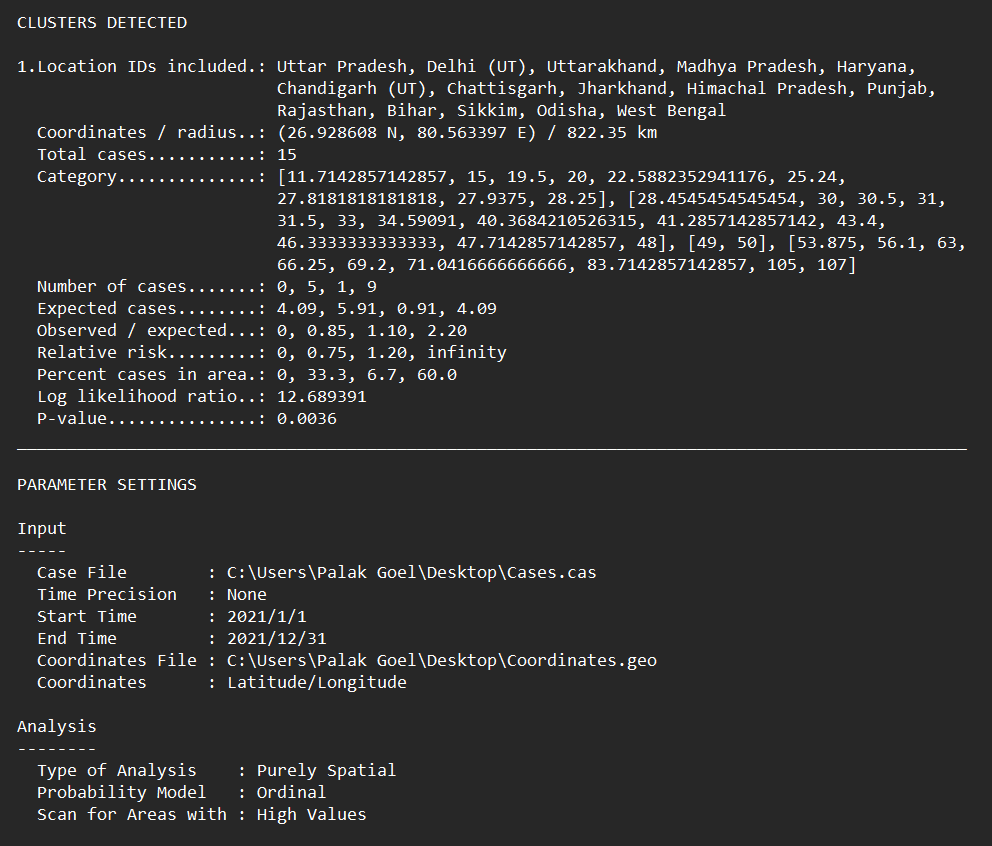 CLUSTERS DETECTED
1.Location IDs included.: Uttar Pradesh, Delhi (UT), Uttarakhand, Madhya Pradesh, Haryana,
Chandigarh (UT), Chattisgarh, Jharkhand, Himachal Pradesh, Punjab,
Rajasthan, Bihar, Sikkim, Odisha, West Bengal
Coordinates / radius..: (26.928608 N, 80.563397 E) / 822.35 km
Total cases...........: 15
Category..............: [11.7142857142857, 15, 19.5, 20, 22.5882352941176, 25.24,
27.8181818181818, 27.9375, 28.25], [28.4545454545454, 30, 30.5, 31,
31.5, 33, 34.59091, 40.3684210526315, 41.2857142857142, 43.4,
46.3333333333333, 47.7142857142857, 48], [49, 50], [53.875, 56.1, 63,
66.25, 69.2, 71.0416666666666, 83.7142857142857, 105, 107]
Number of cases.......: 0, 5, 1, 9
Expected cases........: 4.09, 5.91, 0.91, 4.09
Observed / expected...: 0, 0.85, 1.10, 2.20
Relative risk.........: 0, 0.75, 1.20, infinity
Percent cases in area.: 0, 33.3, 6.7, 60.0
Log likelihood ratio..: 12.689391
P-value...............: 0.0036
_______________________________________________________________________________________________
PARAMETER SETTINGS
Input
-----
Case File        : C:\Users\Palak Goel\Desktop\Cases.cas
Time Precision   : None
Start Time       : 2021/1/1
End Time         : 2021/12/31
Coordinates File : C:\Users\Palak Goel\Desktop\Coordinates.geo
Coordinates      : Latitude/Longitude
Analysis
--------
Type of Analysis    : Purely Spatial
Probability Model   : Ordinal
Scan for Areas with : High Values